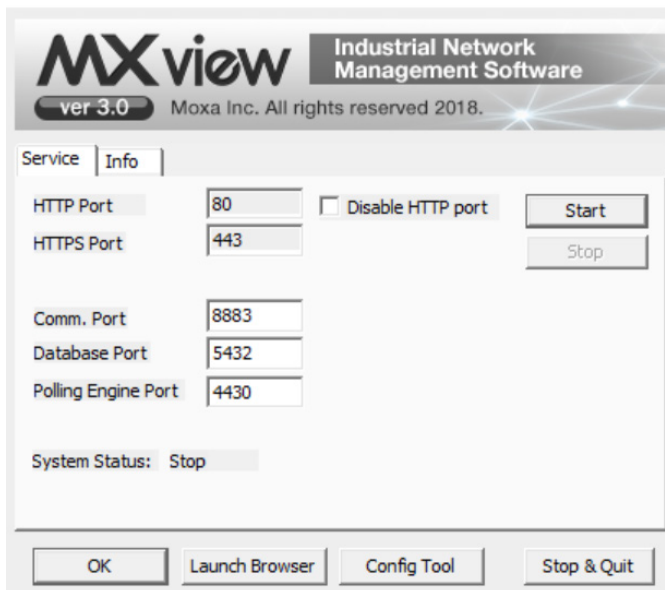 MXview
Industrial Network
Management Software
ver 3.0 Moxa Inc. All rights reserved 2018.
Service Info
HTTP Port 80 Disable HTTP port Start
HTTPS Port 443 Stop
Comm. Port 8883
Database Port 5432
Polling Engine Port 4430
System Status: Stop
OK Launch Browser Config Tool Stop & Quit